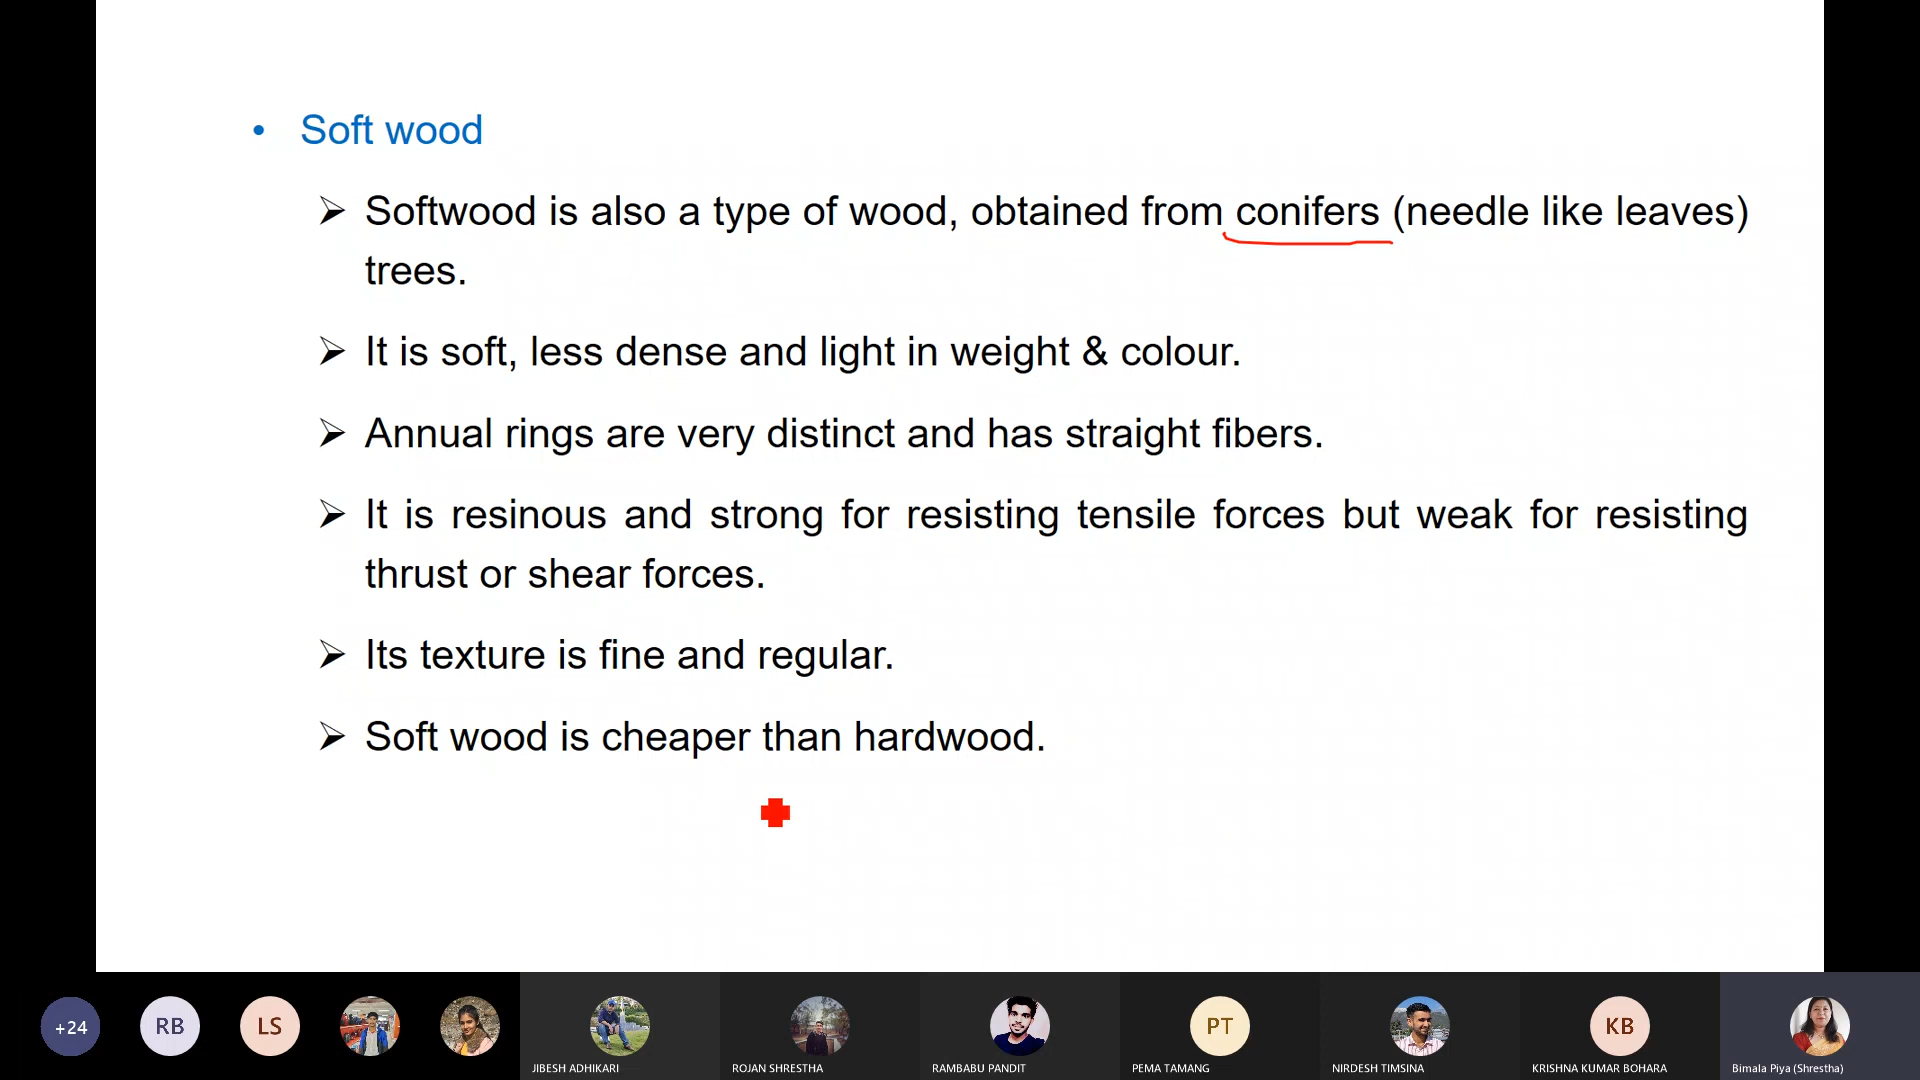 • Soft wood
➢ Softwood is also a type of wood, obtained from conifers (needle like leaves)
trees.
➢ It is soft, less dense and light in weight & colour.
➢ Annual rings are very distinct and has straight fibers.
➢ It is resinous and strong for resisting tensile forces but weak for resisting
thrust or shear forces.
➢ Its texture is fine and regular.
➢ Soft wood is cheaper than hardwood.
+24 RB LS PT KB
JIBESH ADHIKARI ROJAN SHRESTHA RAMBABU PANDIT PEMA TAMANG NIRDESH TIMSINA KRISHNA KUMAR BOHARA Bimala Piya (Shrestha)